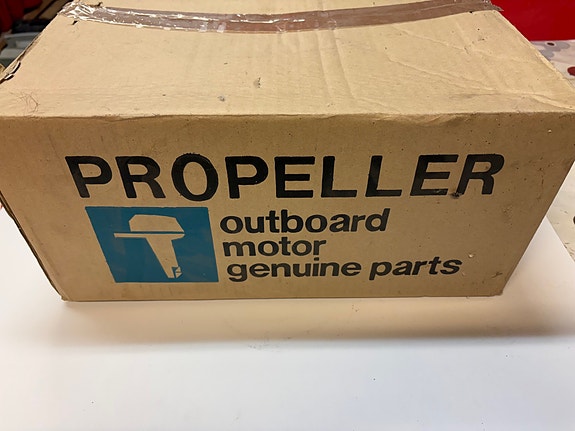 PROPELLER
outboard
motor
genuine parts